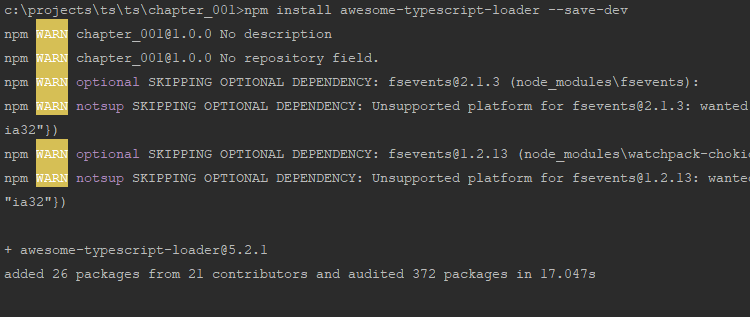 c:\projects\ts\ts\chapter_001>npm install awesome-typescript-loader --save-dev
npm WARN chapter_001@1.0.0 No description
npm WARN chapter_001@1.0.0 No repository field.
npm WARN optional SKIPPING OPTIONAL DEPENDENCY: fsevents@2.1.3 (node_modules\fsevents):
npm WARN notsup SKIPPING OPTIONAL DEPENDENCY: Unsupported platform for fsevents@2.1.3: wanted
ia32"})
npm WARN optional SKIPPING OPTIONAL DEPENDENCY: fsevents@1.2.13 (node_modules\watchpack-choki
npm WARN notsup SKIPPING OPTIONAL DEPENDENCY: Unsupported platform for fsevents@1.2.13: wante
"ia32"})
+ awesome-typescript-loader@5.2.1
added 26 packages from 21 contributors and audited 372 packages in 17.047s